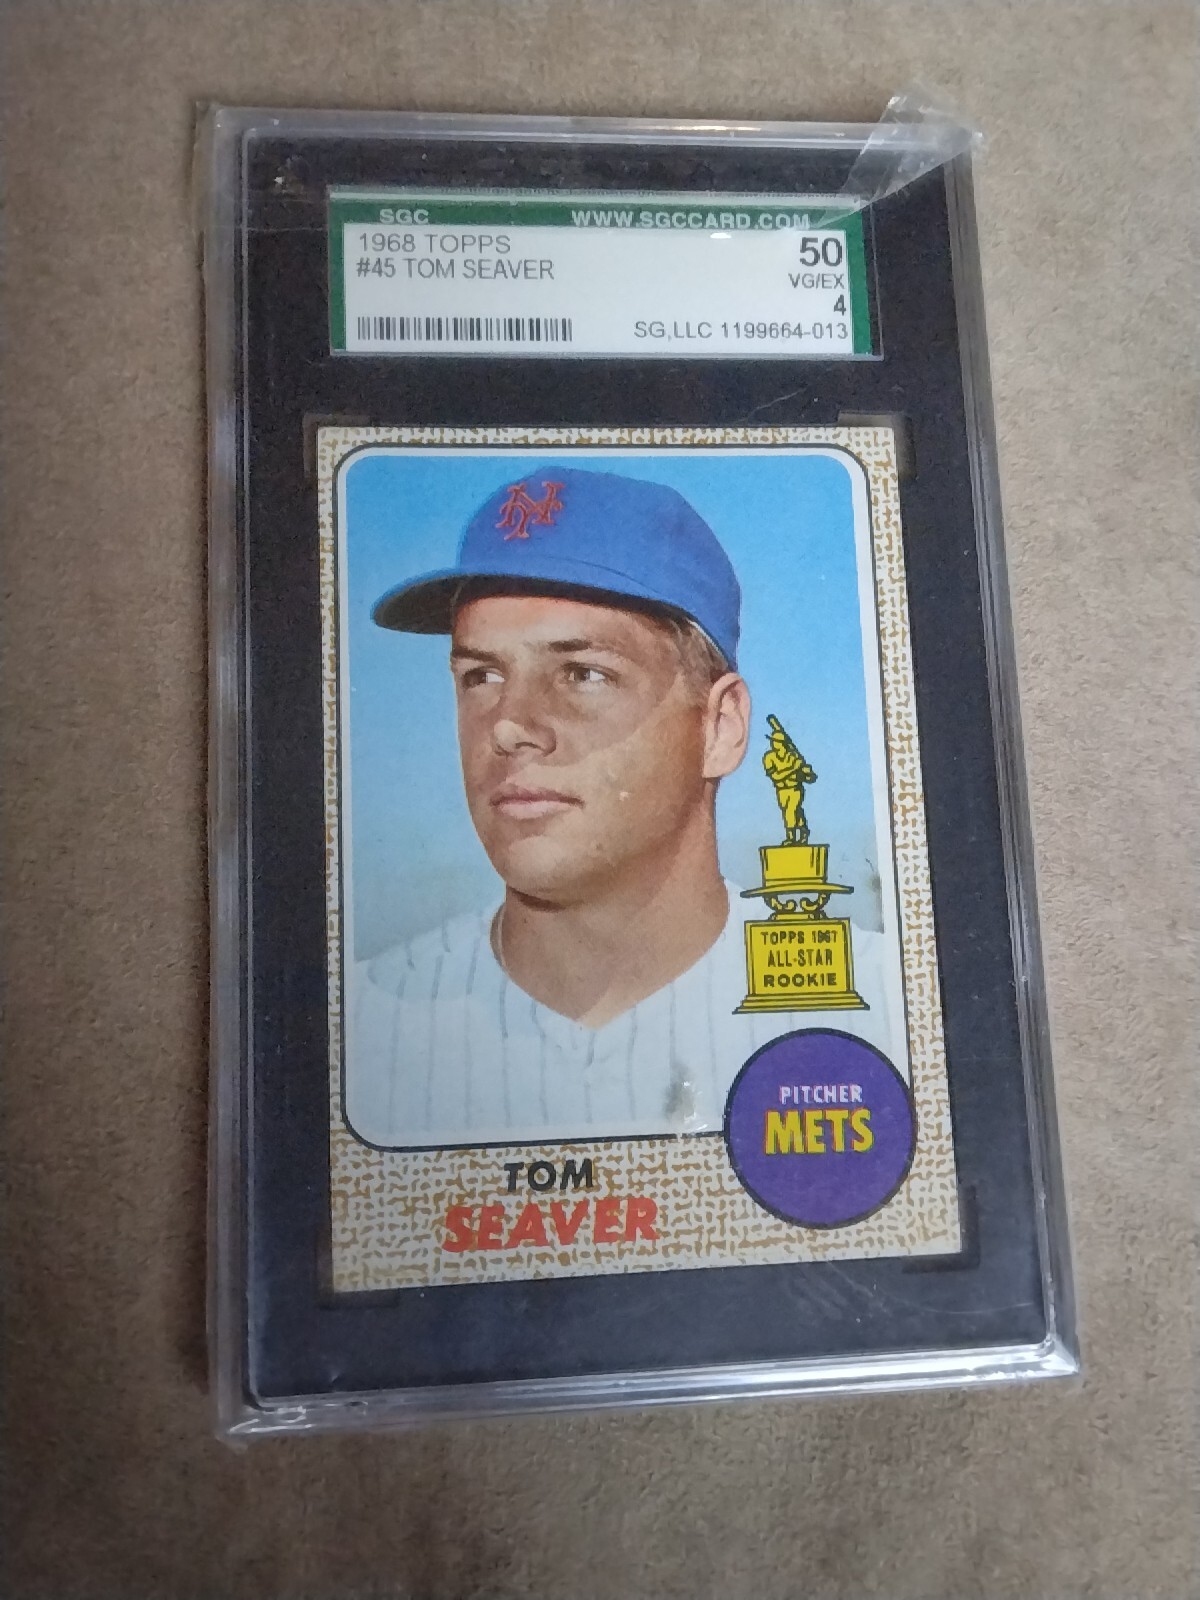 SGC WWW.SGCCARD.COM
1968 TOPPS 50
#45 TOM SEAVER VG/EX
4
SG,LLC 1199664-013
NY
TOPPS 1967
ALL-STAR
ROOKIE
PITCHER
METS
TOM
SEAVER